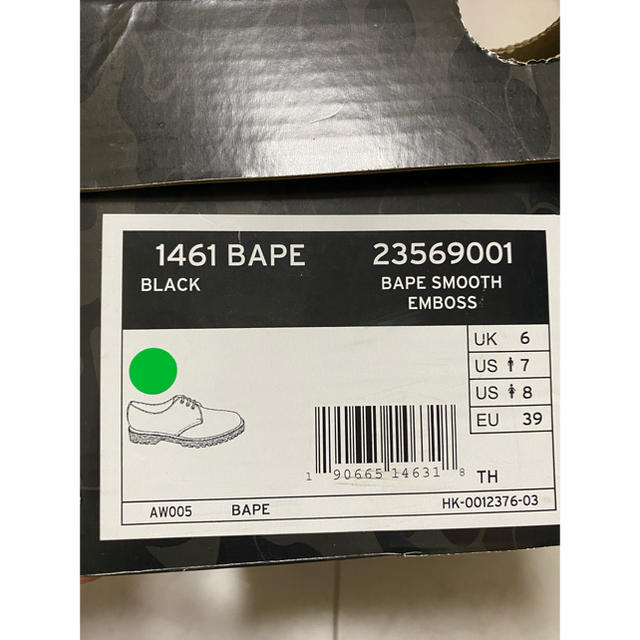 1461 BAPE 23569001
BLACK BAPE SMOOTH
EMBOSS
UK 6
US 7
US 8
EU 39
1 90665 14631 8
TH
AW005 BAPE HK-0012376-03